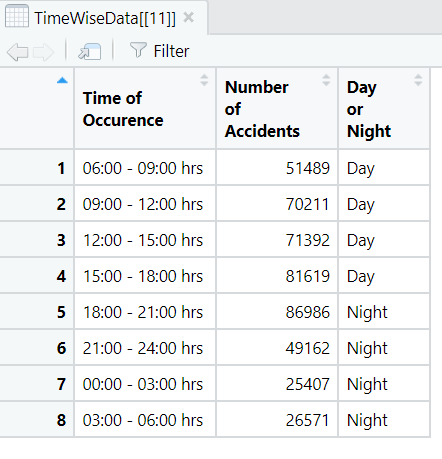 TimeWiseData[[11]]
Filter
Time of Occurence Number of Accidents Day or Night
1 06:00 - 09:00 hrs 51489 Day
2 09:00 - 12:00 hrs 70211 Day
3 12:00 - 15:00 hrs 71392 Day
4 15:00 - 18:00 hrs 81619 Day
5 18:00 - 21:00 hrs 86986 Night
6 21:00 - 24:00 hrs 49162 Night
7 00:00 - 03:00 hrs 25407 Night
8 03:00 - 06:00 hrs 26571 Night